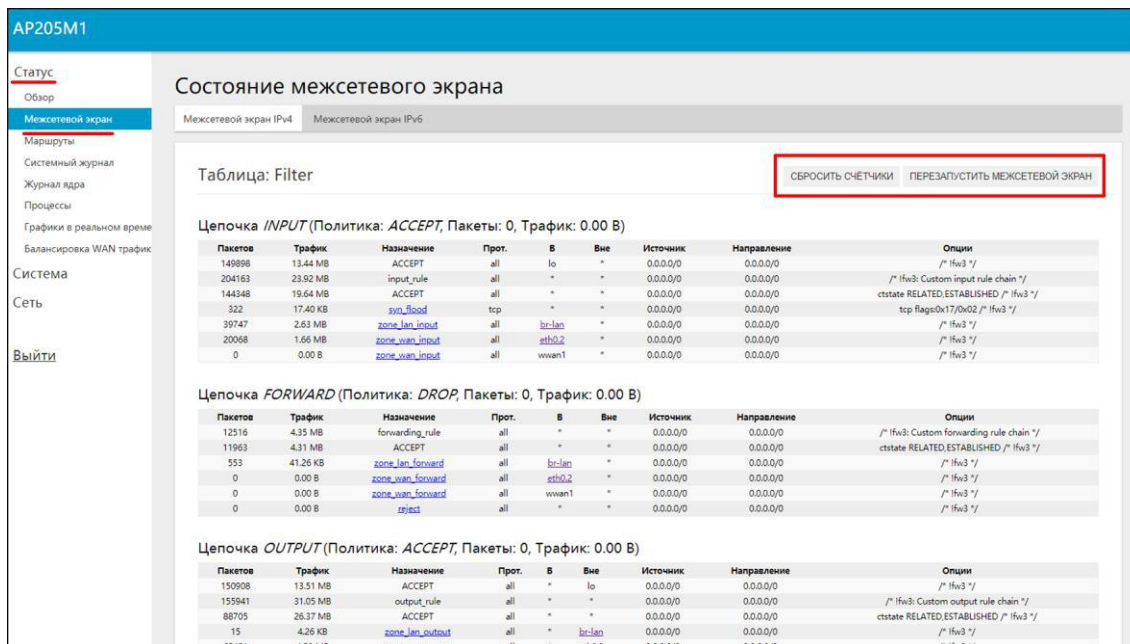 AP205M1
Статус
Обзор
Межсетевой экран
Маршруты
Системный журнал
Журнал ядра
Процессы
Графики в реальном време
Балансировка WAN трафик
Система
Сеть
Выйти
Состояние межсетевого экрана
Межсетевой экран IPv4 Межсетевой экран IPv6
Таблица: Filter СБРОСИТЬ СЧЁТЧИКИ ПЕРЕЗАПУСТИТЬ МЕЖСЕТЕВОЙ ЭКРАН
Цепочка INPUT (Политика: ACCEPT, Пакеты: 0, Трафик: 0.00 B)
Пакетов Трафик Назначение Прот. В Вне Источник Направление Опции
149898 13.44 MB ACCEPT all lo * 0.0.0.0/0 0.0.0.0/0 /* !fw3 */
204163 23.92 MB input_rule all * * 0.0.0.0/0 0.0.0.0/0 /* !fw3: Custom input rule chain */
144348 19.64 MB ACCEPT all * * 0.0.0.0/0 0.0.0.0/0 ctstate RELATED,ESTABLISHED /* !fw3 */
322 17.40 KB syn_flood tcp * * 0.0.0.0/0 0.0.0.0/0 tcp flags:0x17/0x02 /* !fw3 */
39747 2.63 MB zone_lan_input all br-lan * 0.0.0.0/0 0.0.0.0/0 /* !fw3 */
20068 1.66 MB zone_wan_input all eth0.2 * 0.0.0.0/0 0.0.0.0/0 /* !fw3 */
0 0.00 B zone_wan_input all wwan1 * 0.0.0.0/0 0.0.0.0/0 /* !fw3 */
Цепочка FORWARD (Политика: DROP, Пакеты: 0, Трафик: 0.00 B)
Пакетов Трафик Назначение Прот. В Вне Источник Направление Опции
12516 4.35 MB forwarding_rule all * * 0.0.0.0/0 0.0.0.0/0 /* !fw3: Custom forwarding rule chain */
11963 4.31 MB ACCEPT all * * 0.0.0.0/0 0.0.0.0/0 ctstate RELATED,ESTABLISHED /* !fw3 */
553 41.26 KB zone_lan_forward all br-lan * 0.0.0.0/0 0.0.0.0/0 /* !fw3 */
0 0.00 B zone_wan_forward all eth0.2 * 0.0.0.0/0 0.0.0.0/0 /* !fw3 */
0 0.00 B zone_wan_forward all wwan1 * 0.0.0.0/0 0.0.0.0/0 /* !fw3 */
0 0.00 B reject all * * 0.0.0.0/0 0.0.0.0/0 /* !fw3 */
Цепочка OUTPUT (Политика: ACCEPT, Пакеты: 0, Трафик: 0.00 B)
Пакетов Трафик Назначение Прот. В Вне Источник Направление Опции
150908 13.51 MB ACCEPT all * lo 0.0.0.0/0 0.0.0.0/0 /* !fw3 */
155941 31.05 MB output_rule all * * 0.0.0.0/0 0.0.0.0/0 /* !fw3: Custom output rule chain */
88705 26.37 MB ACCEPT all * * 0.0.0.0/0 0.0.0.0/0 ctstate RELATED,ESTABLISHED /* !fw3 */
15 4.26 KB zone_lan_output all * br-lan 0.0.0.0/0 0.0.0.0/0 /* !fw3 */